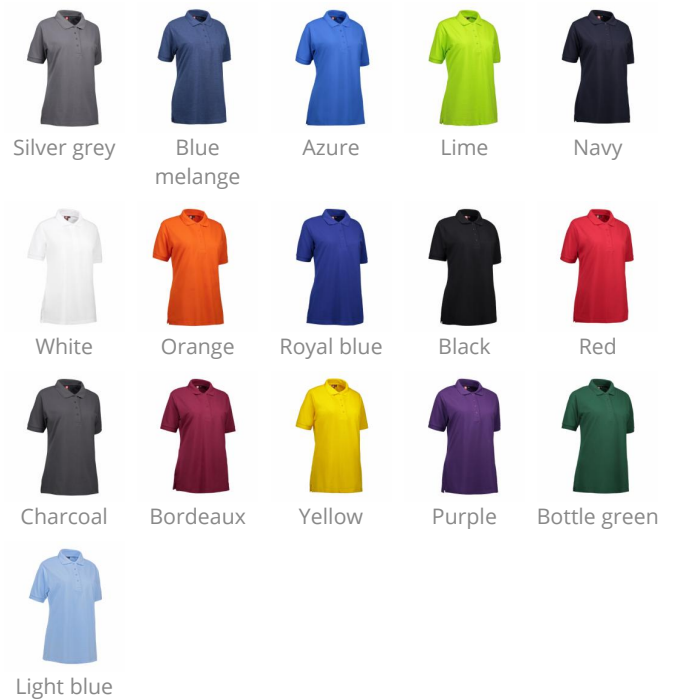 Silver grey
Blue
melange
Azure
Lime
Navy
White
Orange
Royal blue
Black
Red
Charcoal
Bordeaux
Yellow
Purple
Bottle green
Light blue